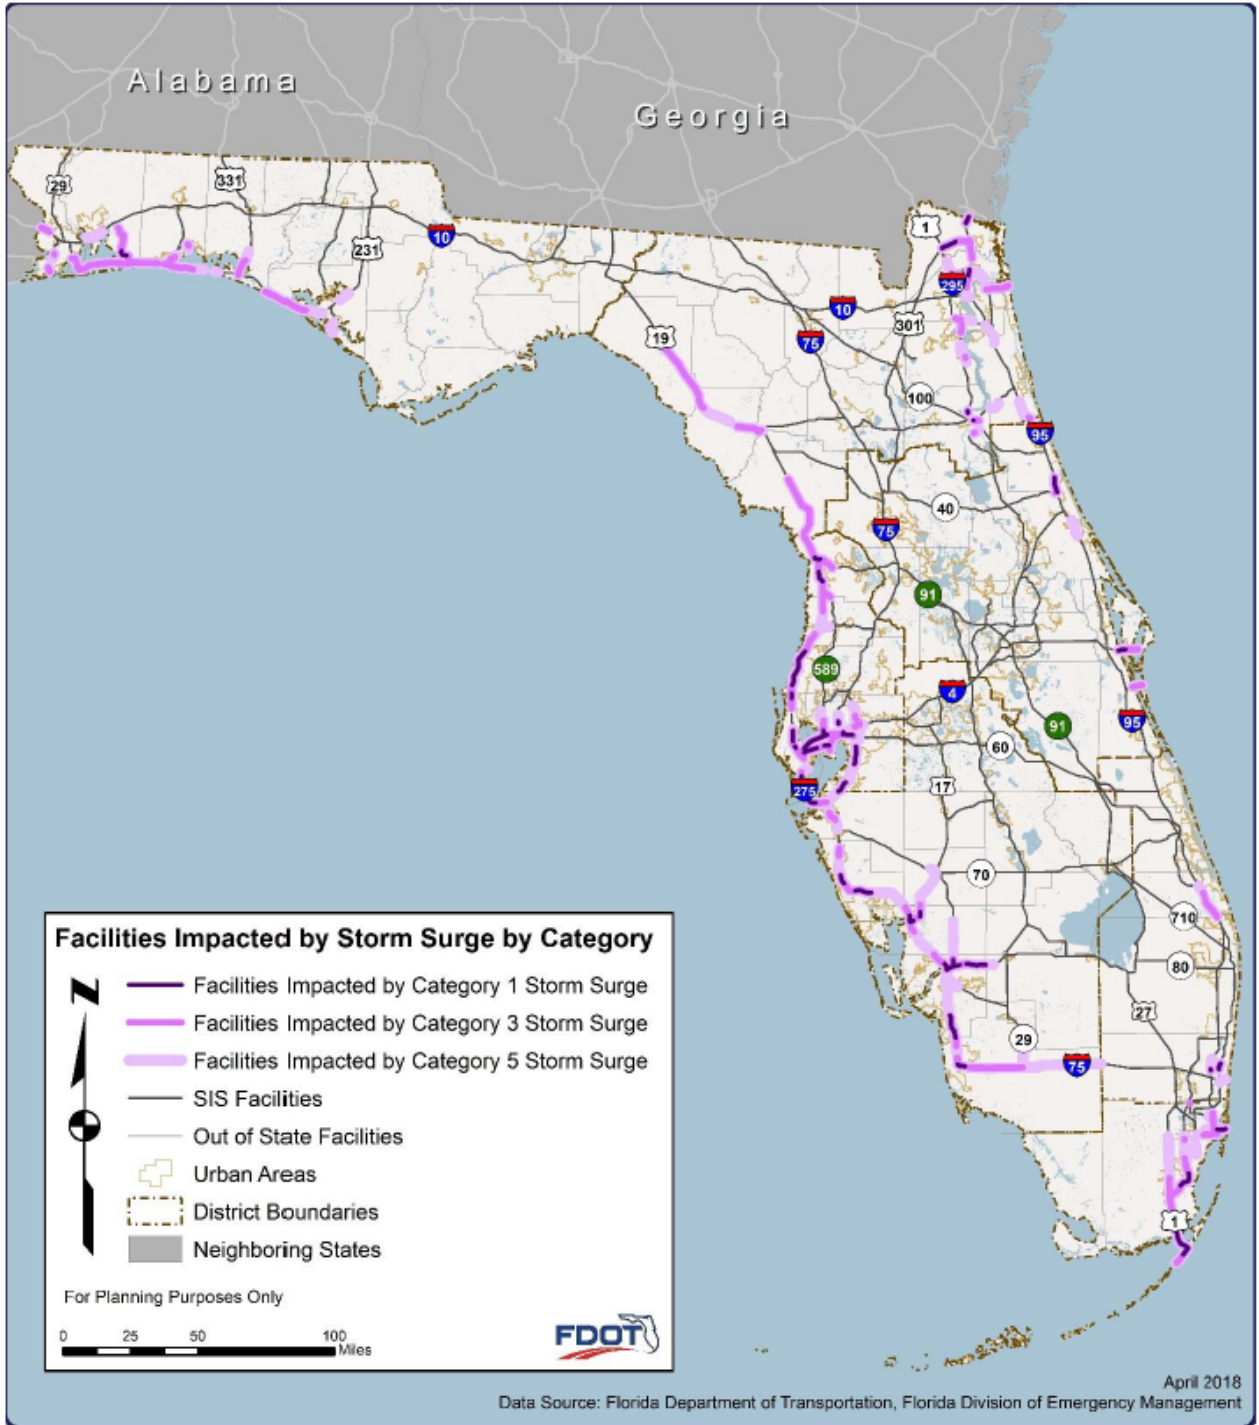 Alabama
Georgia
29
331
231
10
1
295
10
301
19
75
100
95
40
75
91
589
4
91
95
60
275
17
70
710
80
27
29
75
1
Facilities Impacted by Storm Surge by Category
N
Facilities Impacted by Category 1 Storm Surge
Facilities Impacted by Category 3 Storm Surge
Facilities Impacted by Category 5 Storm Surge
SIS Facilities
Out of State Facilities
Urban Areas
District Boundaries
Neighboring States
For Planning Purposes Only
0 25 50 100
Miles
FDOT
April 2018
Data Source: Florida Department of Transportation, Florida Division of Emergency Management